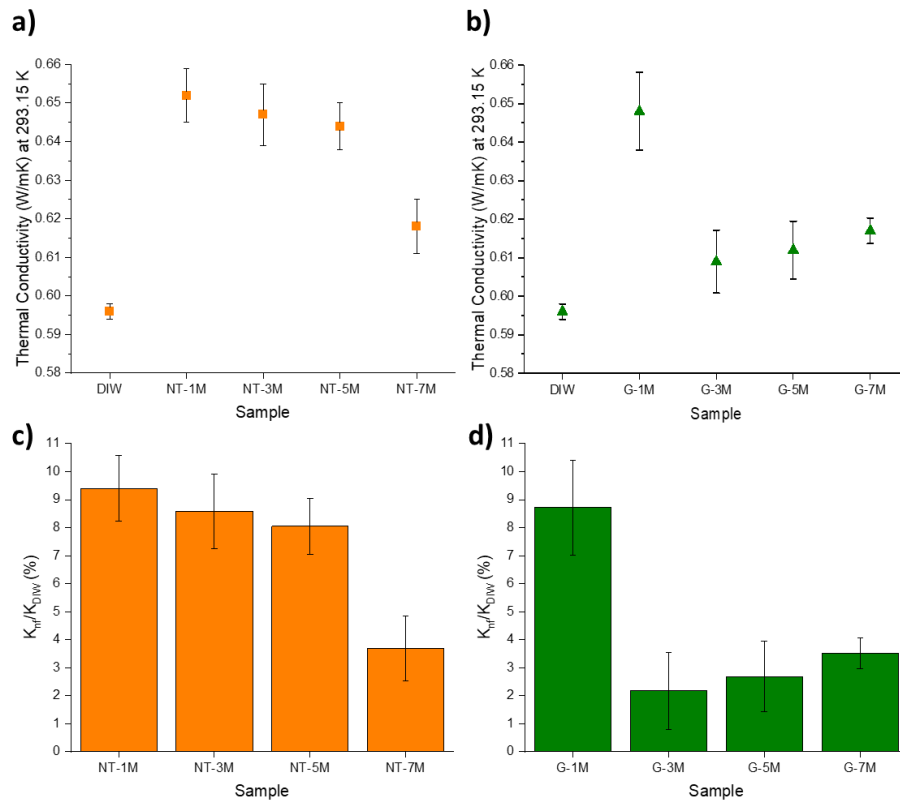 a)
Thermal Conductivity (W/mK) at 293.15 K
0.66
0.65
0.64
0.63
0.62
0.61
0.60
0.59
0.58
DIW NT-1M NT-3M NT-5M NT-7M
Sample
b)
Thermal Conductivity (W/mK) at 293.15 K
0.66
0.65
0.64
0.63
0.62
0.61
0.60
0.59
0.58
DIW G-1M G-3M G-5M G-7M
Sample
c)
K_nf/K_DIW (%)
11
10
9
8
7
6
5
4
3
2
1
0
NT-1M NT-3M NT-5M NT-7M
Sample
d)
K_nf/K_DIW (%)
11
10
9
8
7
6
5
4
3
2
1
0
G-1M G-3M G-5M G-7M
Sample